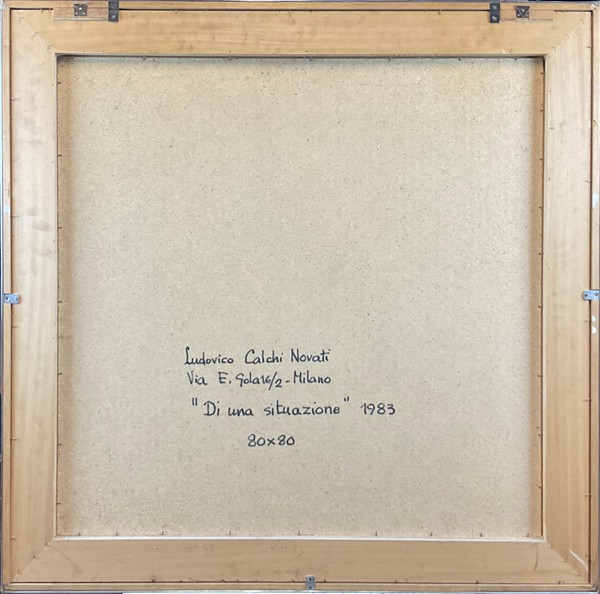 Ludovico Calchi Novati
Via E. Gola 16/2 - Milano
"Di una situazione" 1983
80x80